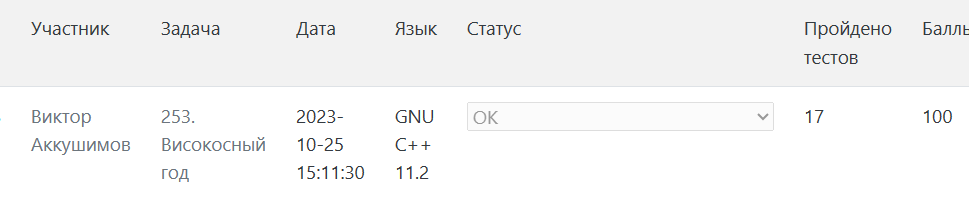 Участник Задача Дата Язык Статус Пройдено Баллы
тестов
Виктор 253. 2023- GNU OK 17 100
Аккушимов Високосный 10-25 C++
год 15:11:30 11.2